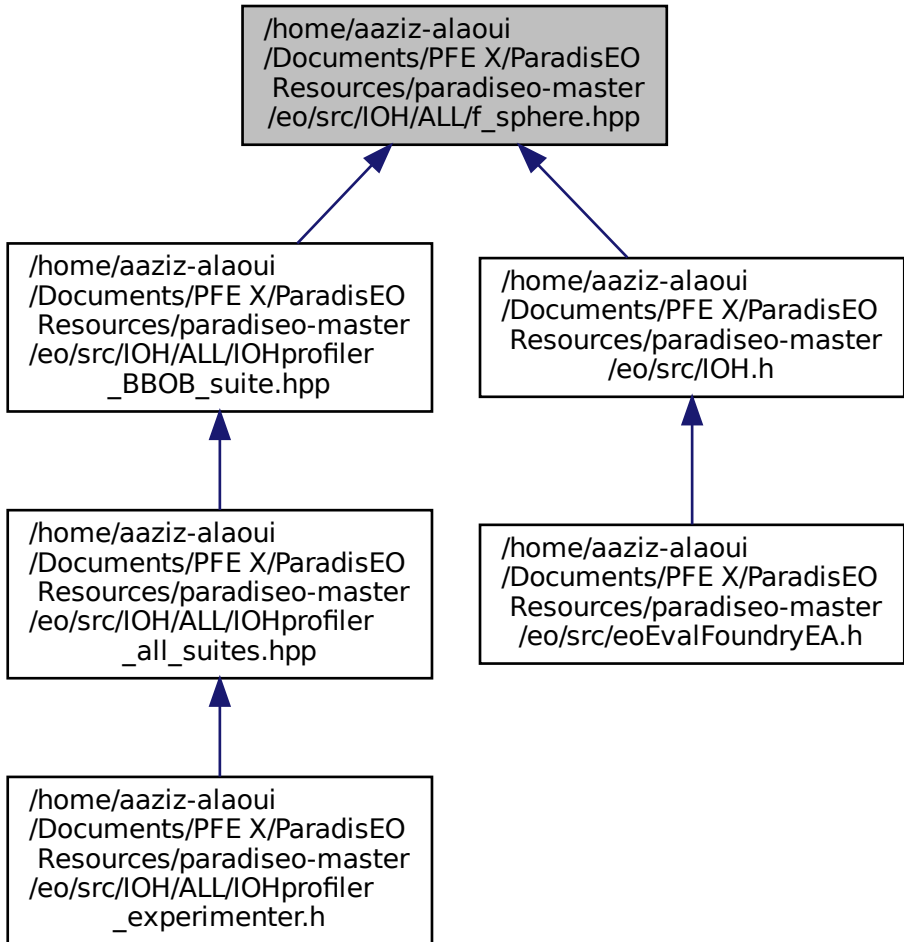 /home/aaziz-alaoui
/Documents/PFE X/ParadisEO
Resources/paradiseo-master
/eo/src/IOH/ALL/f_sphere.hpp
/home/aaziz-alaoui
/Documents/PFE X/ParadisEO
Resources/paradiseo-master
/eo/src/IOH/ALL/IOHprofiler
_BBOB_suite.hpp
/home/aaziz-alaoui
/Documents/PFE X/ParadisEO
Resources/paradiseo-master
/eo/src/IOH.h
/home/aaziz-alaoui
/Documents/PFE X/ParadisEO
Resources/paradiseo-master
/eo/src/IOH/ALL/IOHprofiler
_all_suites.hpp
/home/aaziz-alaoui
/Documents/PFE X/ParadisEO
Resources/paradiseo-master
/eo/src/eoEvalFoundryEA.h
/home/aaziz-alaoui
/Documents/PFE X/ParadisEO
Resources/paradiseo-master
/eo/src/IOH/ALL/IOHprofiler
_experimenter.h